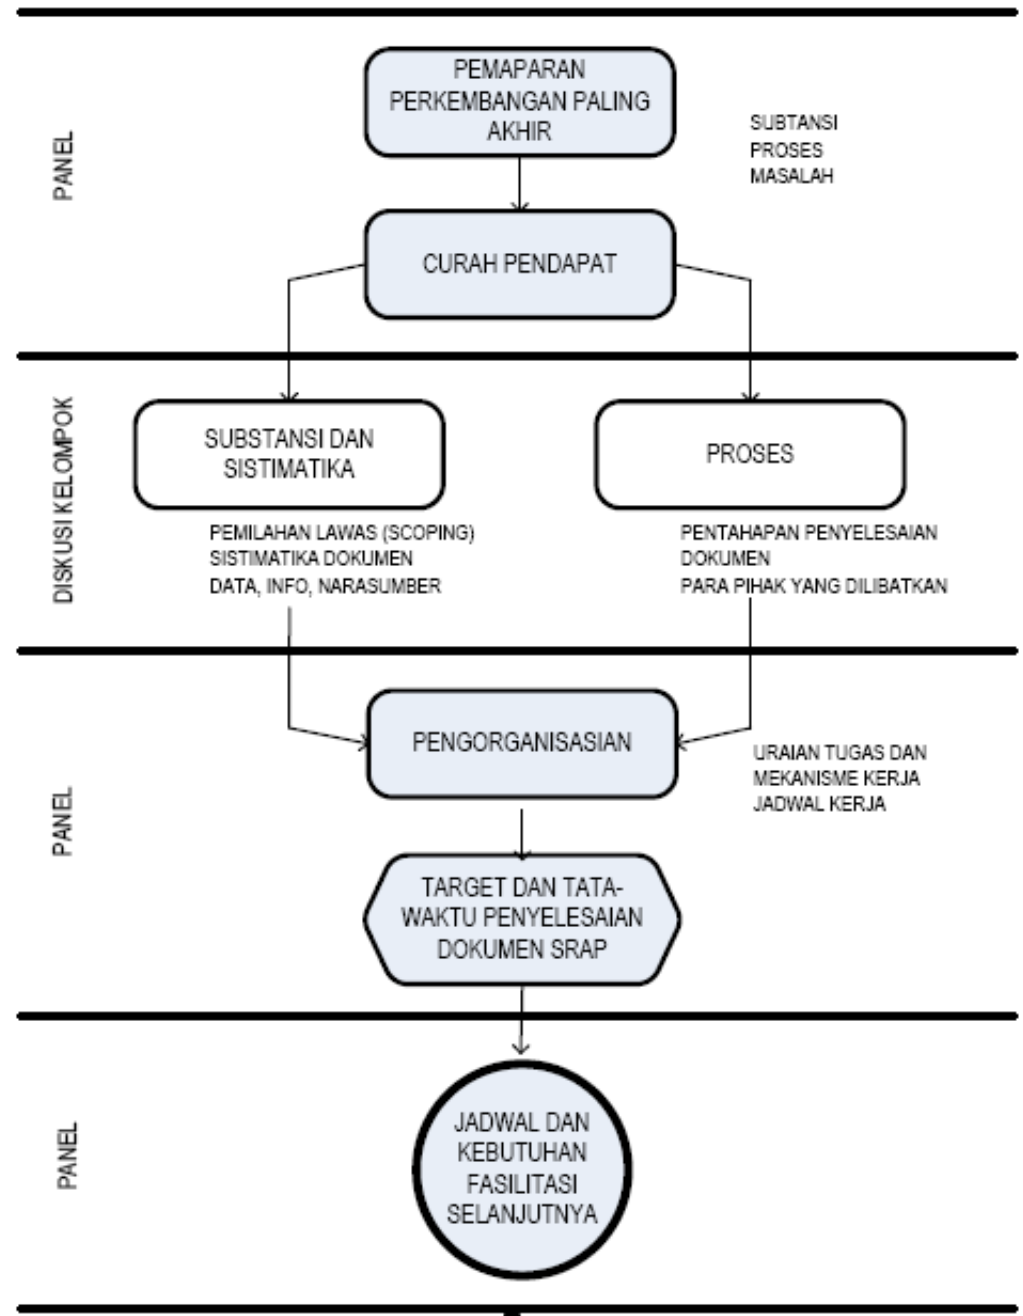 PEMAPARAN
PERKEMBANGAN PALING
AKHIR
PANEL
SUBTANSI
PROSES
MASALAH
CURAH PENDAPAT
DISKUSI KELOMPOK
SUBSTANSI DAN
SISTIMATIKA
PROSES
PEMILAHAN LAWAS (SCOPING)
SISTIMATIKA DOKUMEN
DATA, INFO, NARASUMBER
PENTAHAPAN PENYELESAIAN
DOKUMEN
PARA PIHAK YANG DILIBATKAN
PANEL
PENGORGANISASIAN
URAIAN TUGAS DAN
MEKANISME KERJA
JADWAL KERJA
TARGET DAN TATA-
WAKTU PENYELESAIAN
DOKUMEN SRAP
PANEL
JADWAL DAN
KEBUTUHAN
FASILITASI
SELANJUTNYA